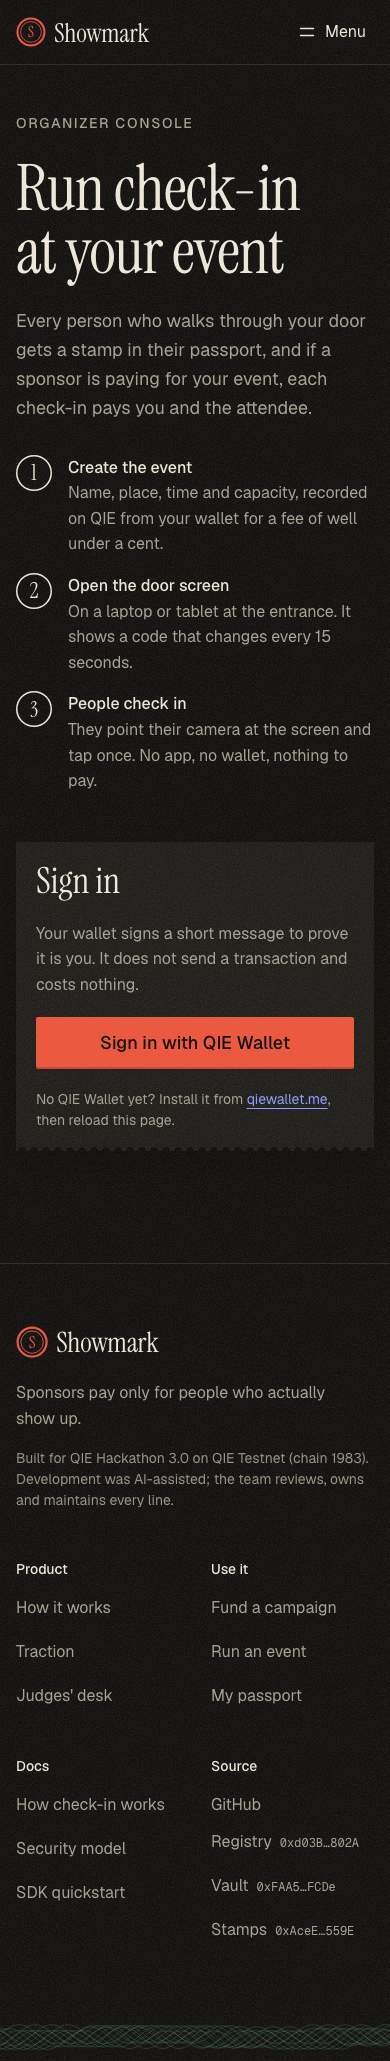 S Showmark
Menu
ORGANIZER CONSOLE
Run check-in
at your event
Every person who walks through your door
gets a stamp in their passport, and if a
sponsor is paying for your event, each
check-in pays you and the attendee.
1 Create the event
Name, place, time and capacity, recorded
on QIE from your wallet for a fee of well
under a cent.
2 Open the door screen
On a laptop or tablet at the entrance. It
shows a code that changes every 15
seconds.
3 People check in
They point their camera at the screen and
tap once. No app, no wallet, nothing to
pay.
Sign in
Your wallet signs a short message to prove
it is you. It does not send a transaction and
costs nothing.
Sign in with QIE Wallet
No QIE Wallet yet? Install it from qiewallet.me,
then reload this page.
S Showmark
Sponsors pay only for people who actually
show up.
Built for QIE Hackathon 3.0 on QIE Testnet (chain 1983).
Development was AI-assisted; the team reviews, owns
and maintains every line.
Product
How it works
Traction
Judges' desk
Use it
Fund a campaign
Run an event
My passport
Docs
How check-in works
Security model
SDK quickstart
Source
GitHub
Registry 0xd03B…802A
Vault 0xFAA5…FCDe
Stamps 0xAceE…559E